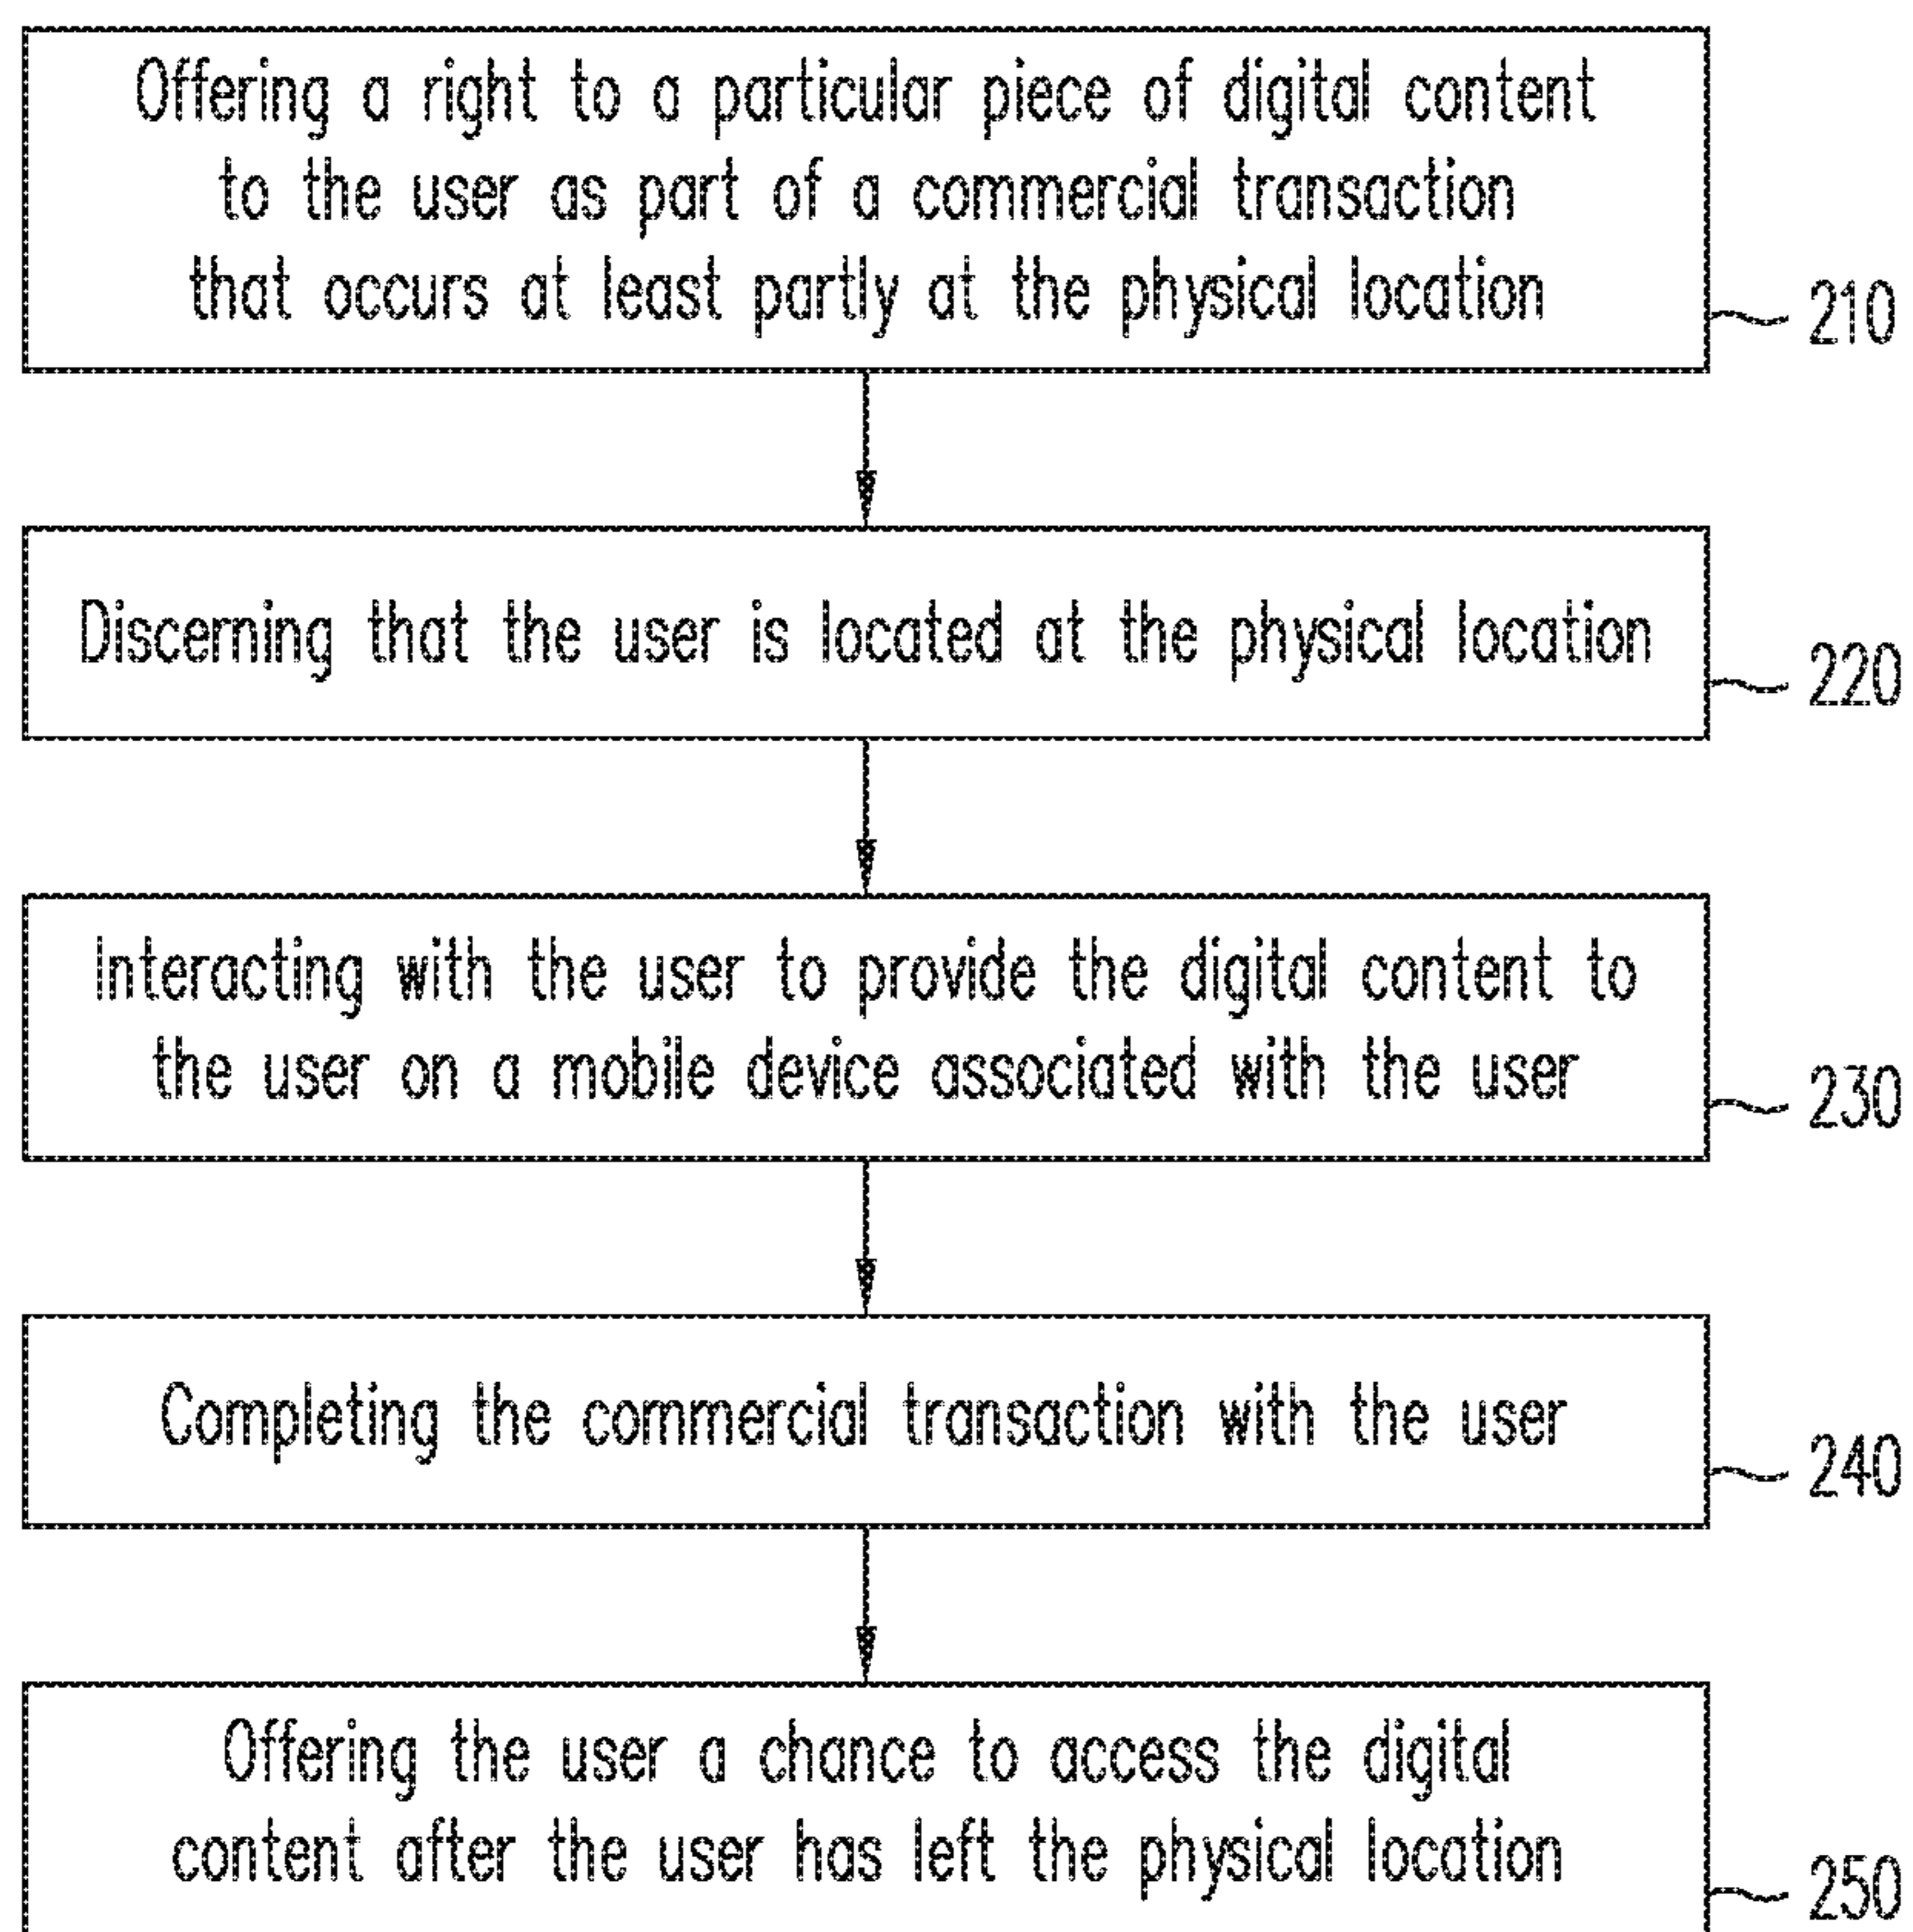 Offering a right to a particular piece of digital content
to the user as part of a commercial transaction
that occurs at least partly at the physical location
210
Discerning that the user is located at the physical location
220
Interacting with the user to provide the digital content to
the user on a mobile device associated with the user
230
Completing the commercial transaction with the user
240
Offering the user a chance to access the digital
content after the user has left the physical location
250